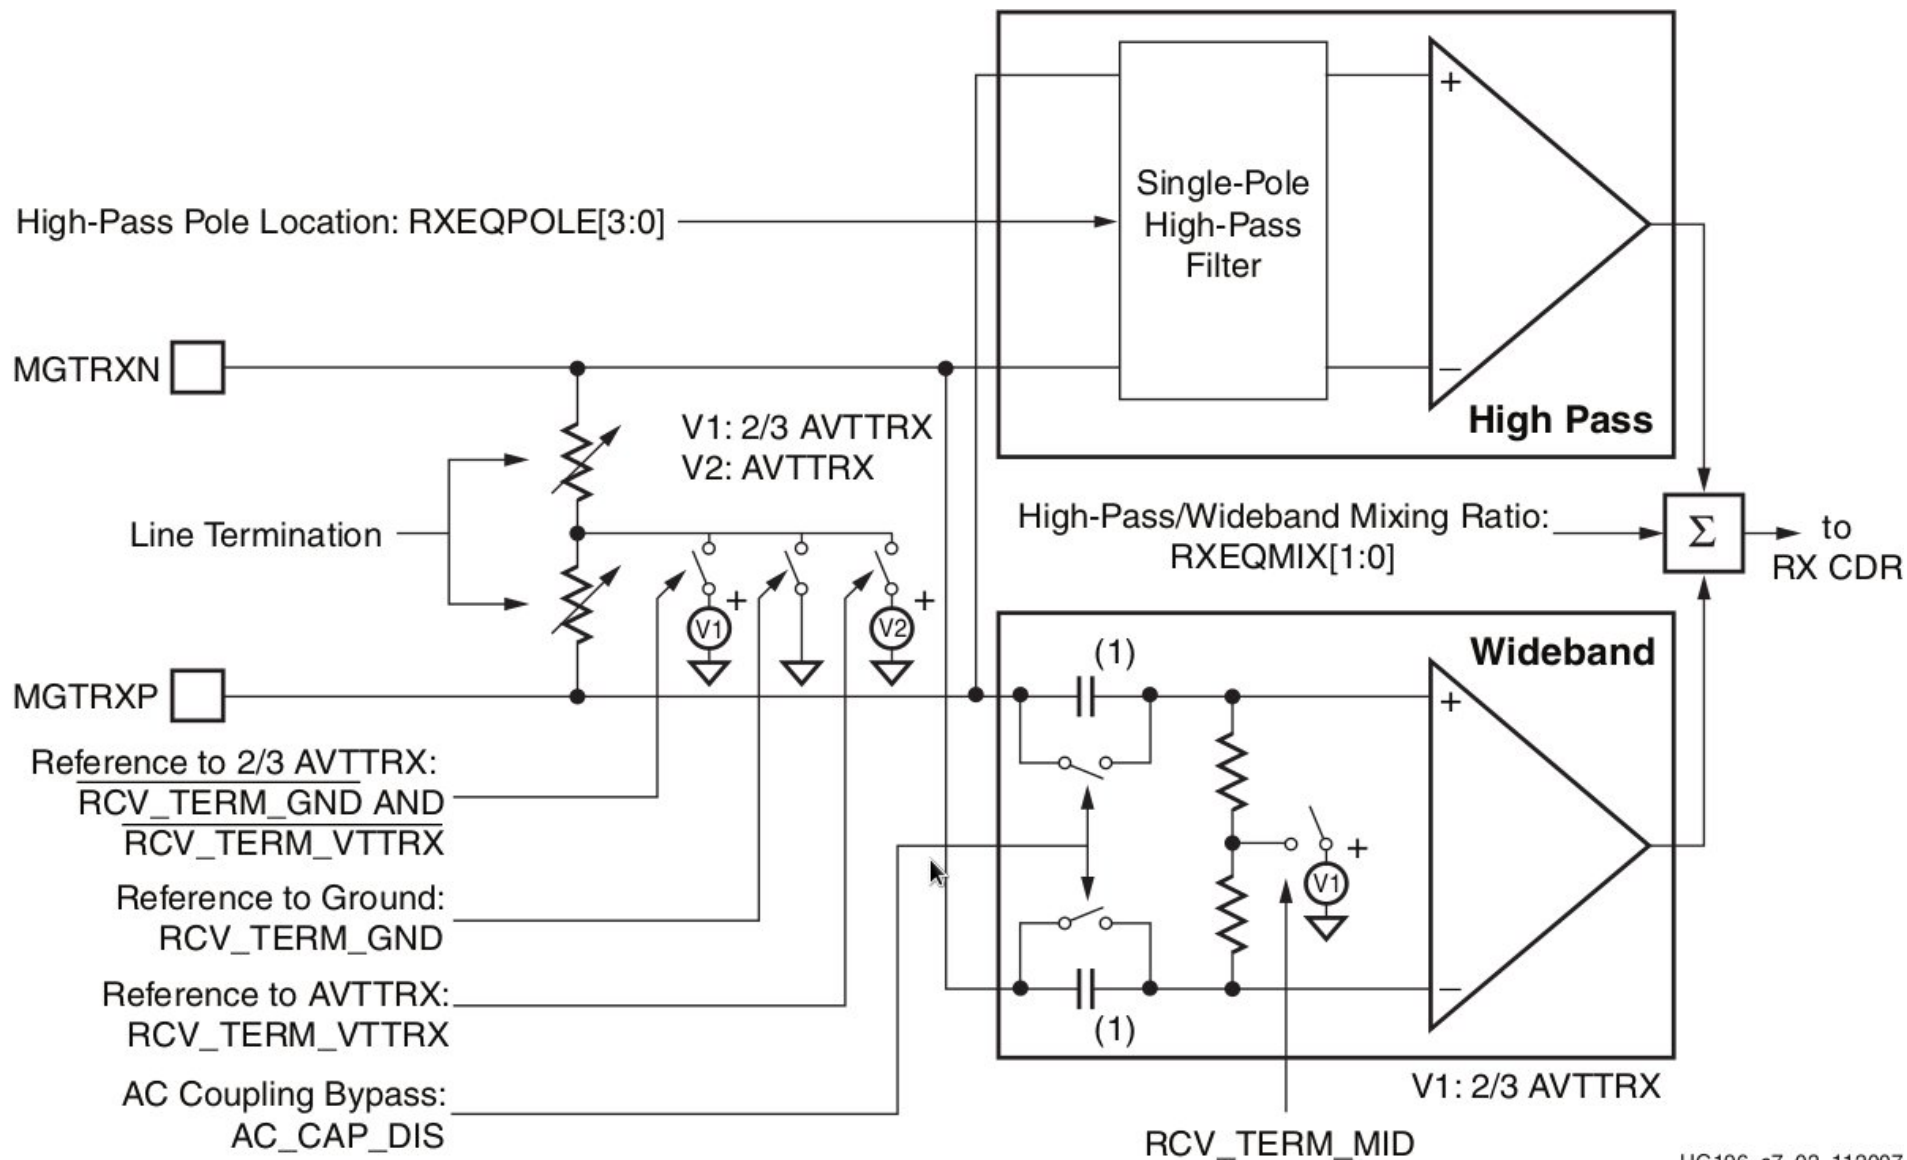 +
Single-Pole
High-Pass
Filter
High-Pass Pole Location: RXEQPOLE[3:0]
MGTRXN
−
High Pass
V1: 2/3 AVTTRX
V2: AVTTRX
Line Termination
High-Pass/Wideband Mixing Ratio:
RXEQMIX[1:0]
Σ
to
RX CDR
+
V1
+
V2
Wideband
(1)
MGTRXP
+
Reference to 2/3 AVTTRX:
RCV_TERM_GND AND
RCV_TERM_VTTRX
+
V1
Reference to Ground:
RCV_TERM_GND
Reference to AVTTRX:
RCV_TERM_VTTRX
−
(1)
AC Coupling Bypass:
AC_CAP_DIS
V1: 2/3 AVTTRX
RCV_TERM_MID